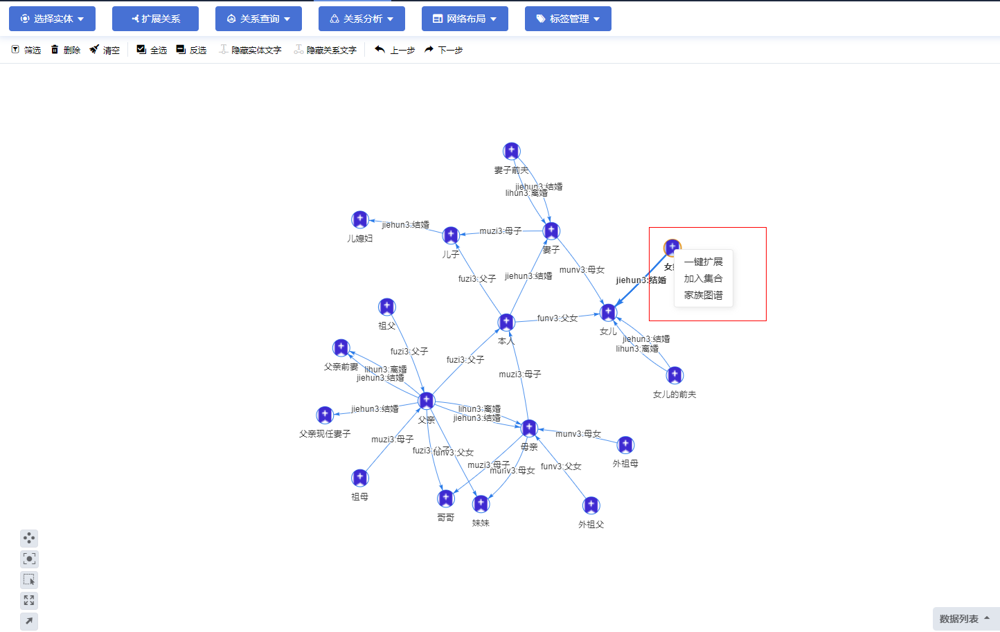 选择实体
扩展关系
关系查询
关系分析
网络布局
标签管理
筛选
删除
清空
全选
反选
隐藏实体文字
隐藏关系文字
上一步
下一步
妻子前夫
jiehun3:结婚
lihun3:离婚
儿媳妇
jiehun3:结婚
儿子
muzi3:母子
妻子
女
一键扩展
加入集合
家族图谱
fuzi3:父子
jiehun3:结婚
munv3:母女
jiehun3:结婚
祖父
本人
funv3:父女
女儿
jiehun3:结婚
lihun3:离婚
父亲前妻
fuzi3:父子
fuzi3:父子
lihun3:离婚
jiehun3:结婚
muzi3:母子
女儿的前夫
父亲现任妻子
jiehun3:结婚
父亲
lihun3:离婚
jiehun3:结婚
muzi3:母子
母亲
munv3:母女
外祖母
fuzi3:父子
funv3:父女
muzi3:母子
munv3:母女
funv3:父女
祖母
哥哥
妹妹
外祖父
数据列表